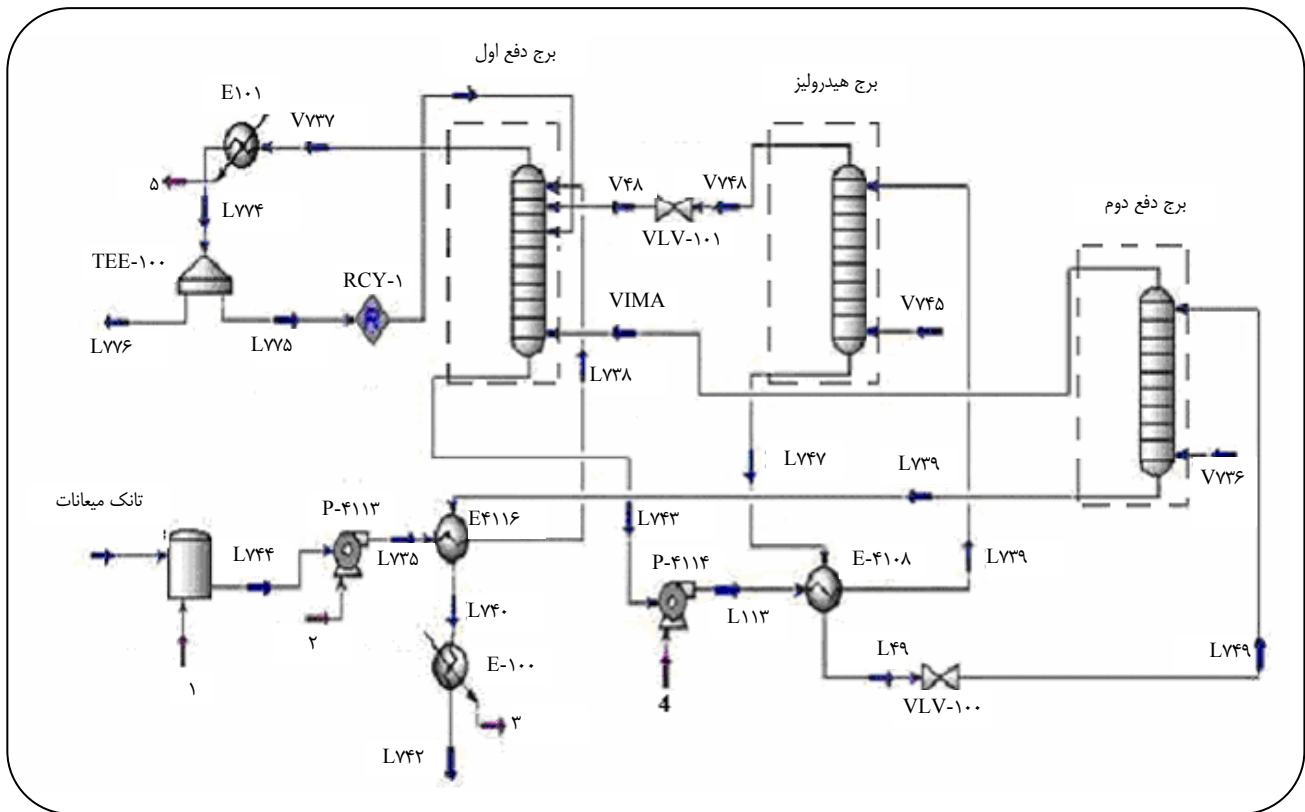 برج دفع اول
برج هیدرولیز
برج دفع دوم
E۱۰۱
V۷۳۷
۵
L۷۷۴
TEE-۱۰۰
RCY-۱
L۷۷۶
L۷۷۵
V۴۸
V۷۴۸
VLV-۱۰۱
VIMA
V۷۴۵
L۷۳۸
L۷۴۷
L۷۳۹
V۷۳۶
تانک میعانات
P-۴۱۱۳
E۴۱۱۶
L۷۴۴
L۷۳۵
L۷۴۳
P-۴۱۱۴
E-۴۱۰۸
L۷۳۹
L۱۱۳
L۷۴۰
۲
۱
E-۱۰۰
L۴۹
L۷۴۹
VLV-۱۰۰
4
۳
L۷۴۲